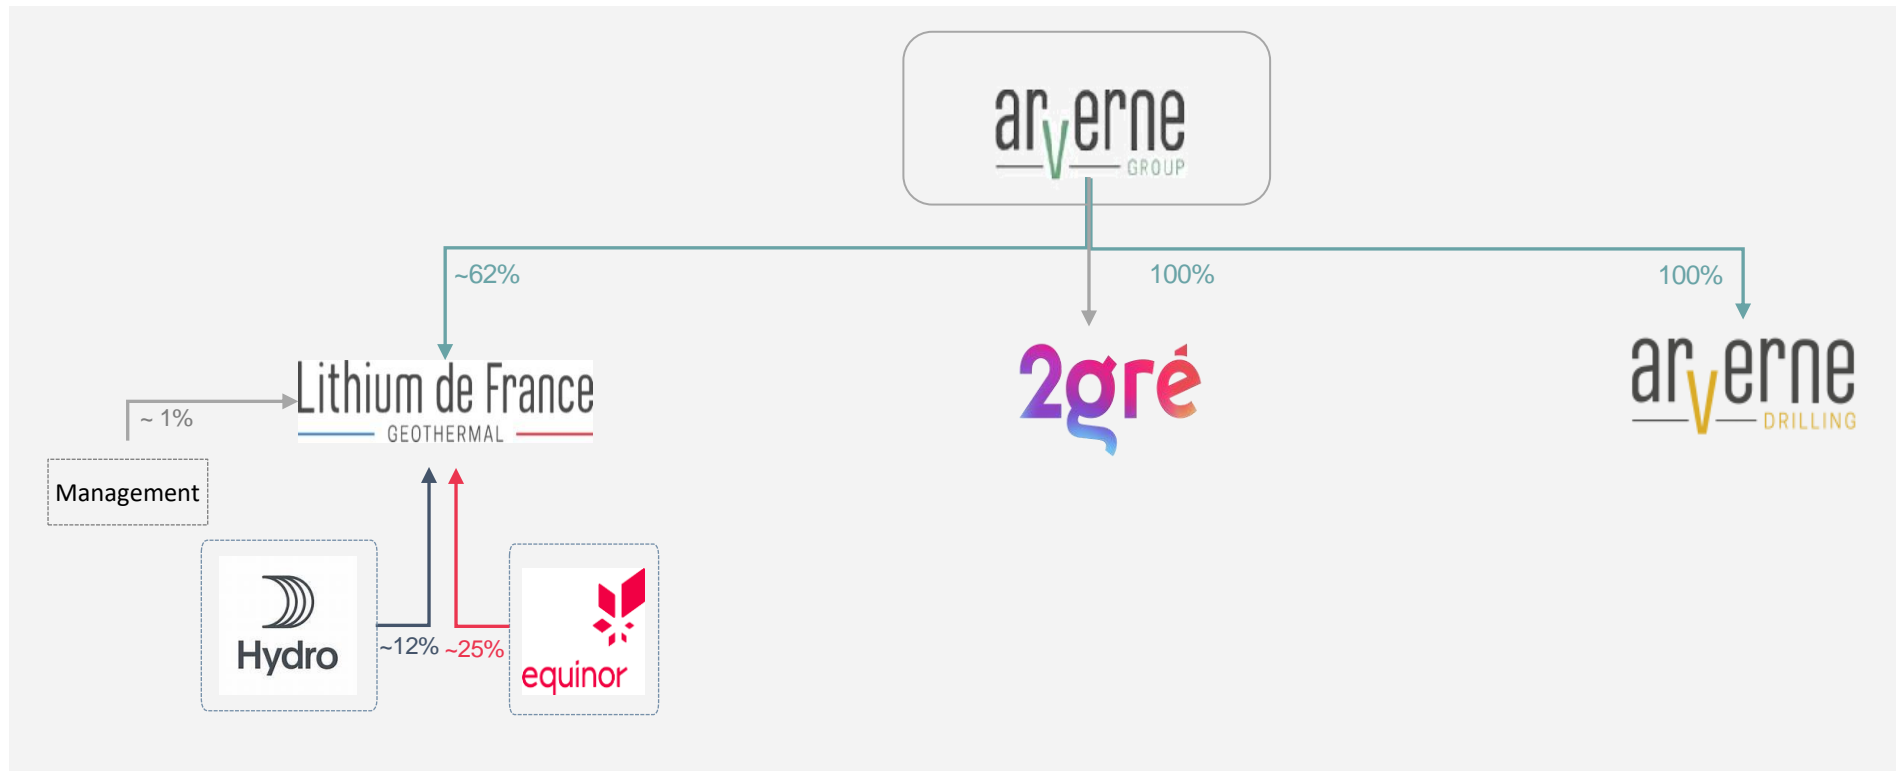 arverne
GROUP
~62%
100%
100%
Lithium de France
GEOTHERMAL
2gré
arverne
DRILLING
~ 1%
Management
Hydro
~12%
~25%
equinor